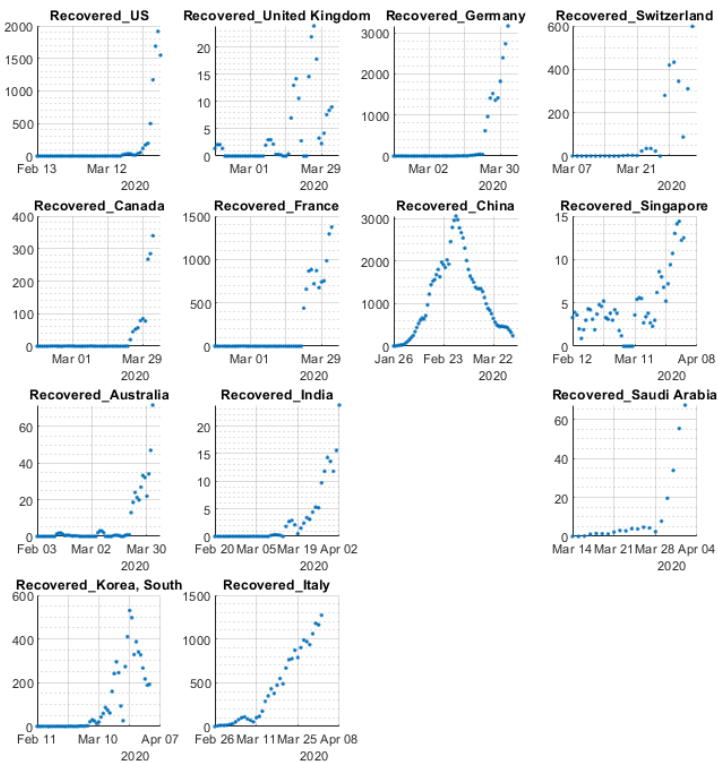 Recovered_US
2000
1500
1000
500
0
Feb 13 Mar 12
2020
Recovered_United Kingdom
20
15
10
5
0
Mar 01 Mar 29
2020
Recovered_Germany
3000
2000
1000
0
Mar 02 Mar 30
2020
Recovered_Switzerland
600
400
200
0
Mar 07 Mar 21
2020
Recovered_Canada
400
300
200
100
0
Mar 01 Mar 29
2020
Recovered_France
1500
1000
500
0
Mar 01 Mar 29
2020
Recovered_China
3000
2000
1000
0
Jan 26 Feb 23 Mar 22
2020
Recovered_Singapore
15
10
5
0
Feb 12 Mar 11 Apr 08
2020
Recovered_Australia
60
40
20
0
Feb 03 Mar 02 Mar 30
2020
Recovered_India
20
15
10
5
0
Feb 20 Mar 05 Mar 19 Apr 02
2020
Recovered_Saudi Arabia
60
40
20
0
Mar 14 Mar 21 Mar 28 Apr 04
2020
Recovered_Korea, South
600
400
200
0
Feb 11 Mar 10 Apr 07
2020
Recovered_Italy
1500
1000
500
0
Feb 26 Mar 11 Mar 25 Apr 08
2020